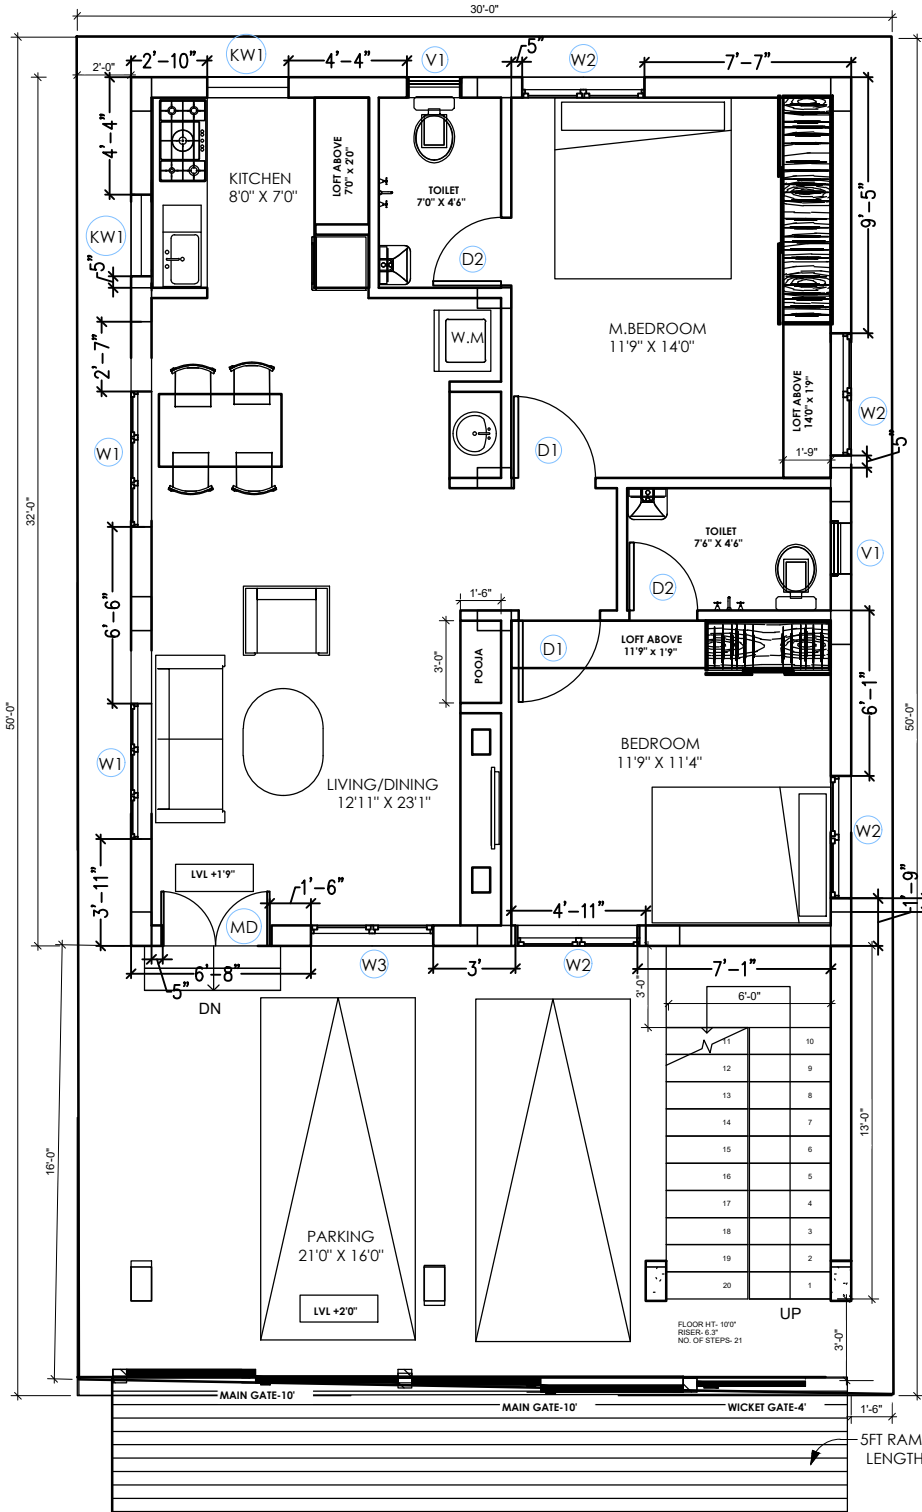 30'-0"
2'-10"
KW1
4'-4"
V1
5"
W2
7'-7"
2'-0"
4'-4"
KITCHEN
8'0" X 7'0"
LOFT ABOVE
7'0" X 2'0"
TOILET
7'0" X 4'6"
9'-5"
KW1
5"
D2
M.BEDROOM
11'9" X 14'0"
W.M
2'-7"
LOFT ABOVE
14'0" x 1'9"
W2
1'-9"
5"
D1
W1
32'-0"
TOILET
7'6" X 4'6"
V1
D2
6'-6"
1'-6"
3'-0"
POOJA
D1
LOFT ABOVE
11'9" x 1'9"
6'-1"
50'-0"
50'-0"
BEDROOM
11'9" X 11'4"
W1
LIVING/DINING
12'11" X 23'1"
W2
3'-11"
LVL +1'9"
1'-6"
1'-9"
MD
4'-11"
6'-8"
W3
3'
W2
7'-1"
5"
DN
3'-0"
6'-0"
11
10
12
9
13
8
14
7
15
6
16
5
17
4
18
3
19
2
20
1
13'-0"
16'-0"
PARKING
21'0" X 16'0"
LVL +2'0"
UP
FLOOR HT- 10'0"
RISER- 6.3"
NO. OF STEPS- 21
3'-0"
MAIN GATE-10'
MAIN GATE-10'
WICKET GATE-4'
1'-6"
5FT RAM
LENGTH